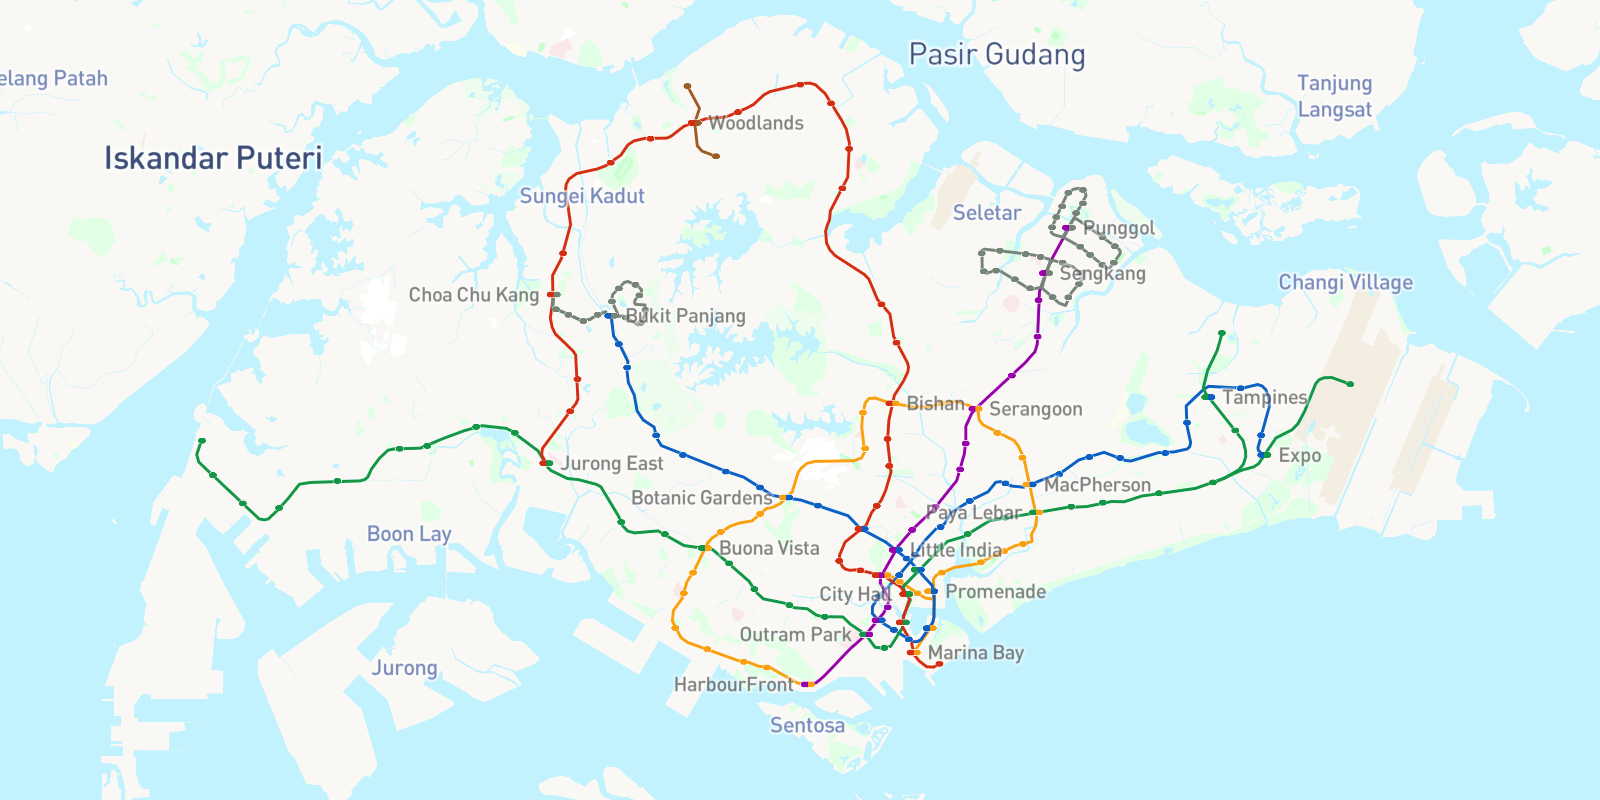 Pasir Gudang
elang Patah
Tanjung
Langsat
Woodlands
Iskandar Puteri
Sungei Kadut
Seletar
Punggol
Sengkang
Changi Village
Choa Chu Kang
Bukit Panjang
Tampines
Bishan
Serangoon
Expo
Jurong East
MacPherson
Botanic Gardens
Paya Lebar
Boon Lay
Buona Vista
Little India
City Hall
Promenade
Outram Park
Marina Bay
Jurong
HarbourFront
Sentosa